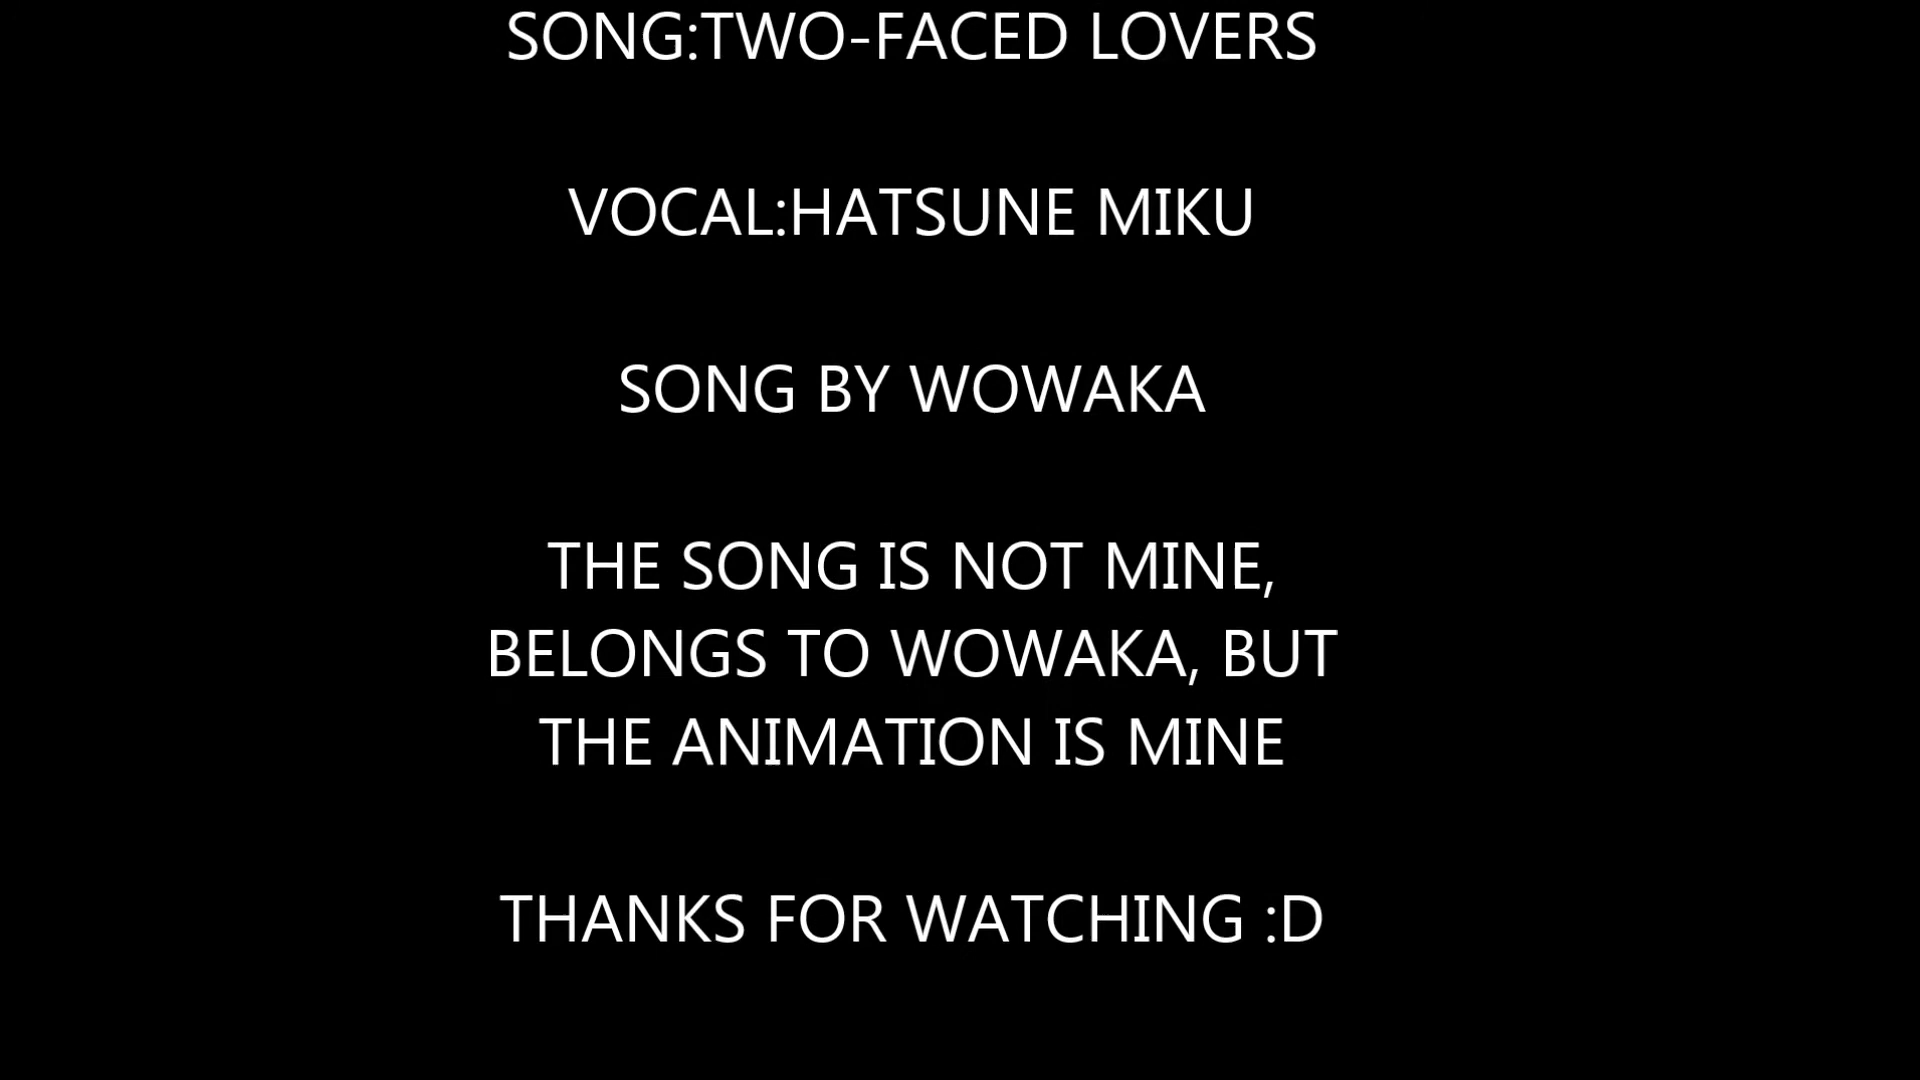 SONG:TWO-FACED LOVERS
VOCAL:HATSUNE MIKU
SONG BY WOWAKA
THE SONG IS NOT MINE,
BELONGS TO WOWAKA, BUT
THE ANIMATION IS MINE
THANKS FOR WATCHING :D